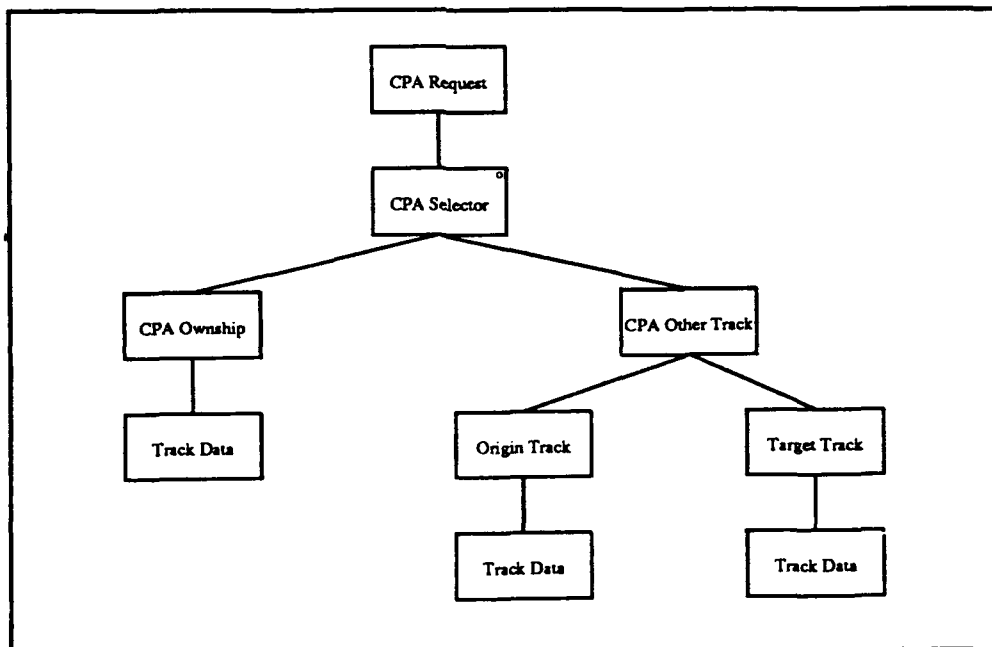 CPA Request
CPA Selector
CPA Ownship
CPA Other Track
Track Data
Origin Track
Target Track
Track Data
Track Data